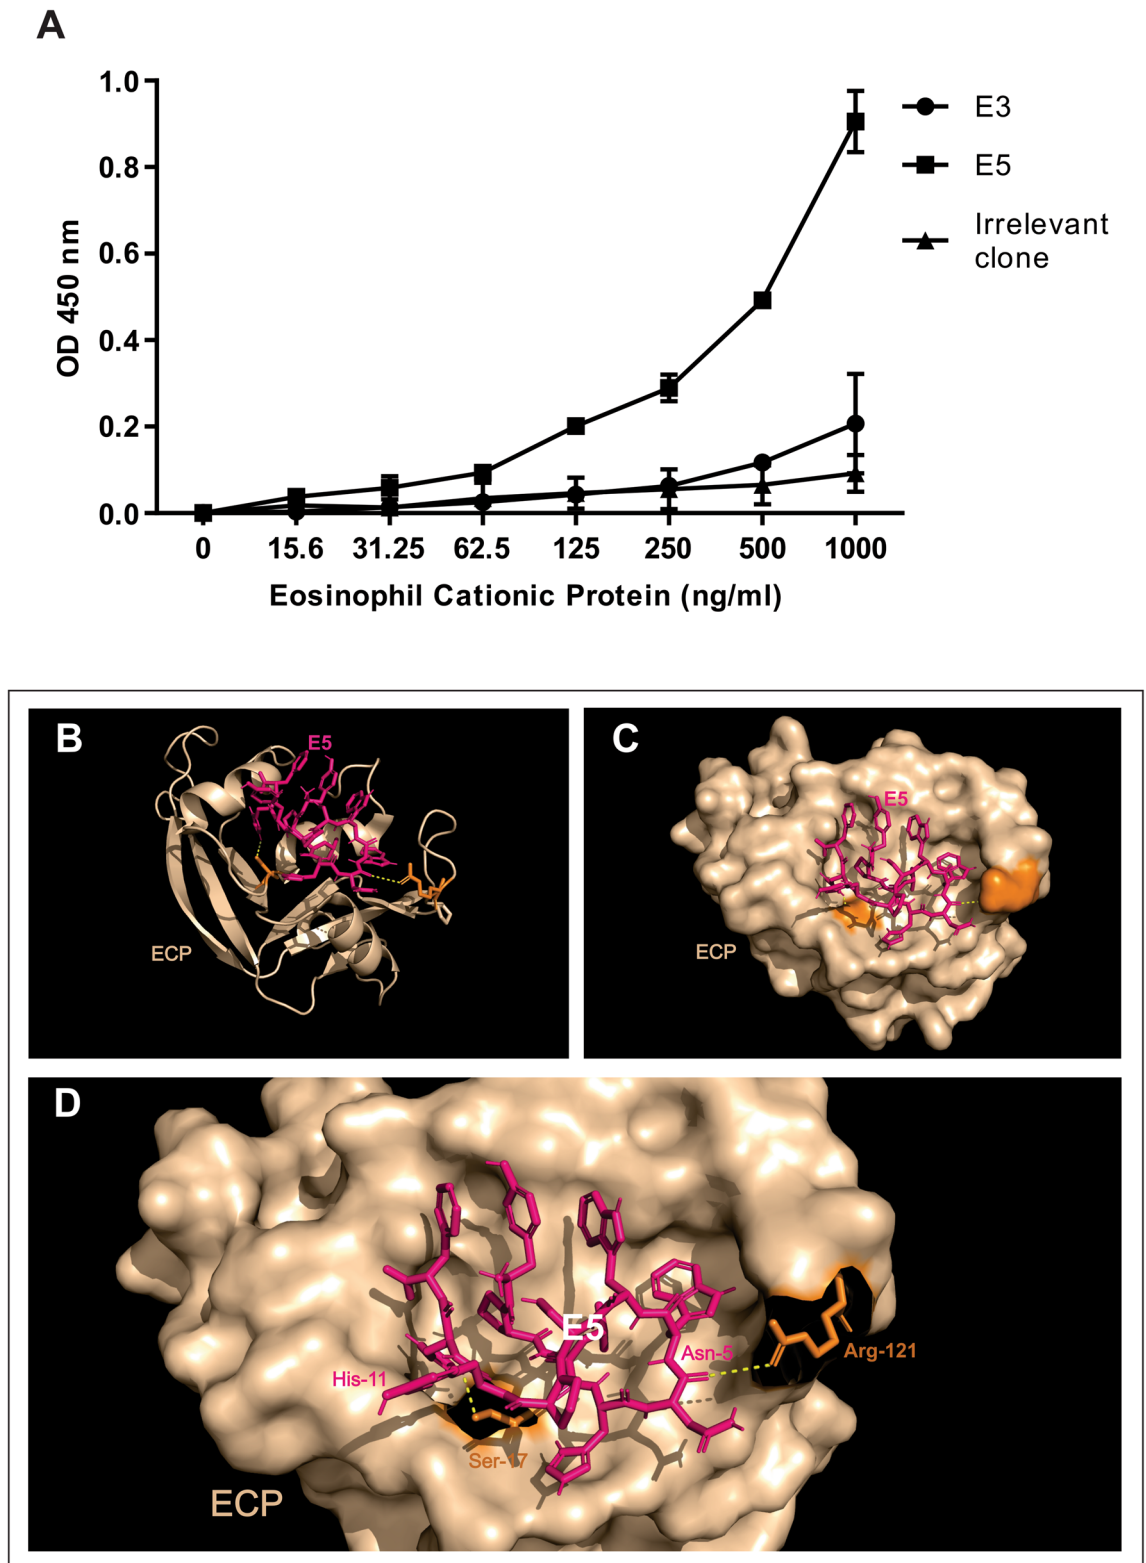 A
1.0
0.8
0.6
0.4
0.2
0.0
OD 450 nm
0 15.6 31.25 62.5 125 250 500 1000
Eosinophil Cationic Protein (ng/ml)
E3
E5
Irrelevant
clone
B
E5
ECP
C
E5
ECP
D
E5
Asn-5
Arg-121
His-11
Ser-17
ECP